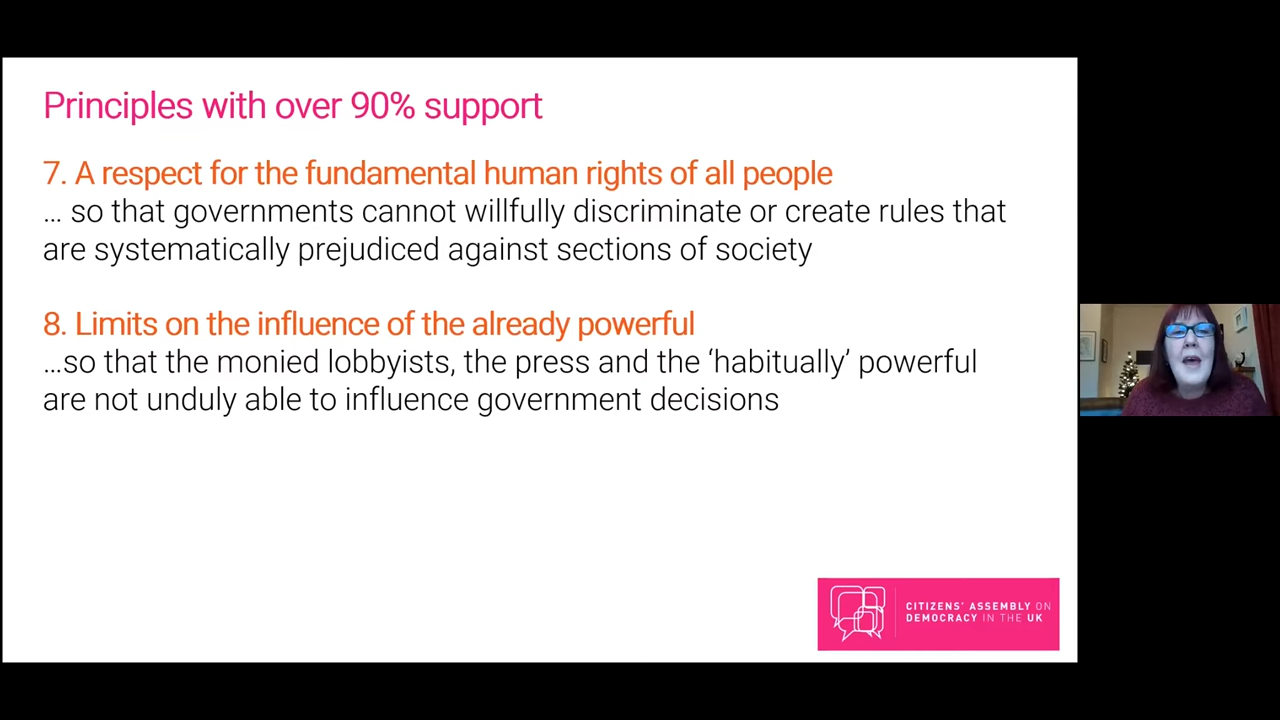 Principles with over 90% support
7. A respect for the fundamental human rights of all people
... so that governments cannot willfully discriminate or create rules that
are systematically prejudiced against sections of society
8. Limits on the influence of the already powerful
...so that the monied lobbyists, the press and the ‘habitually’ powerful
are not unduly able to influence government decisions
CITIZENS' ASSEMBLY ON
DEMOCRACY IN THE UK